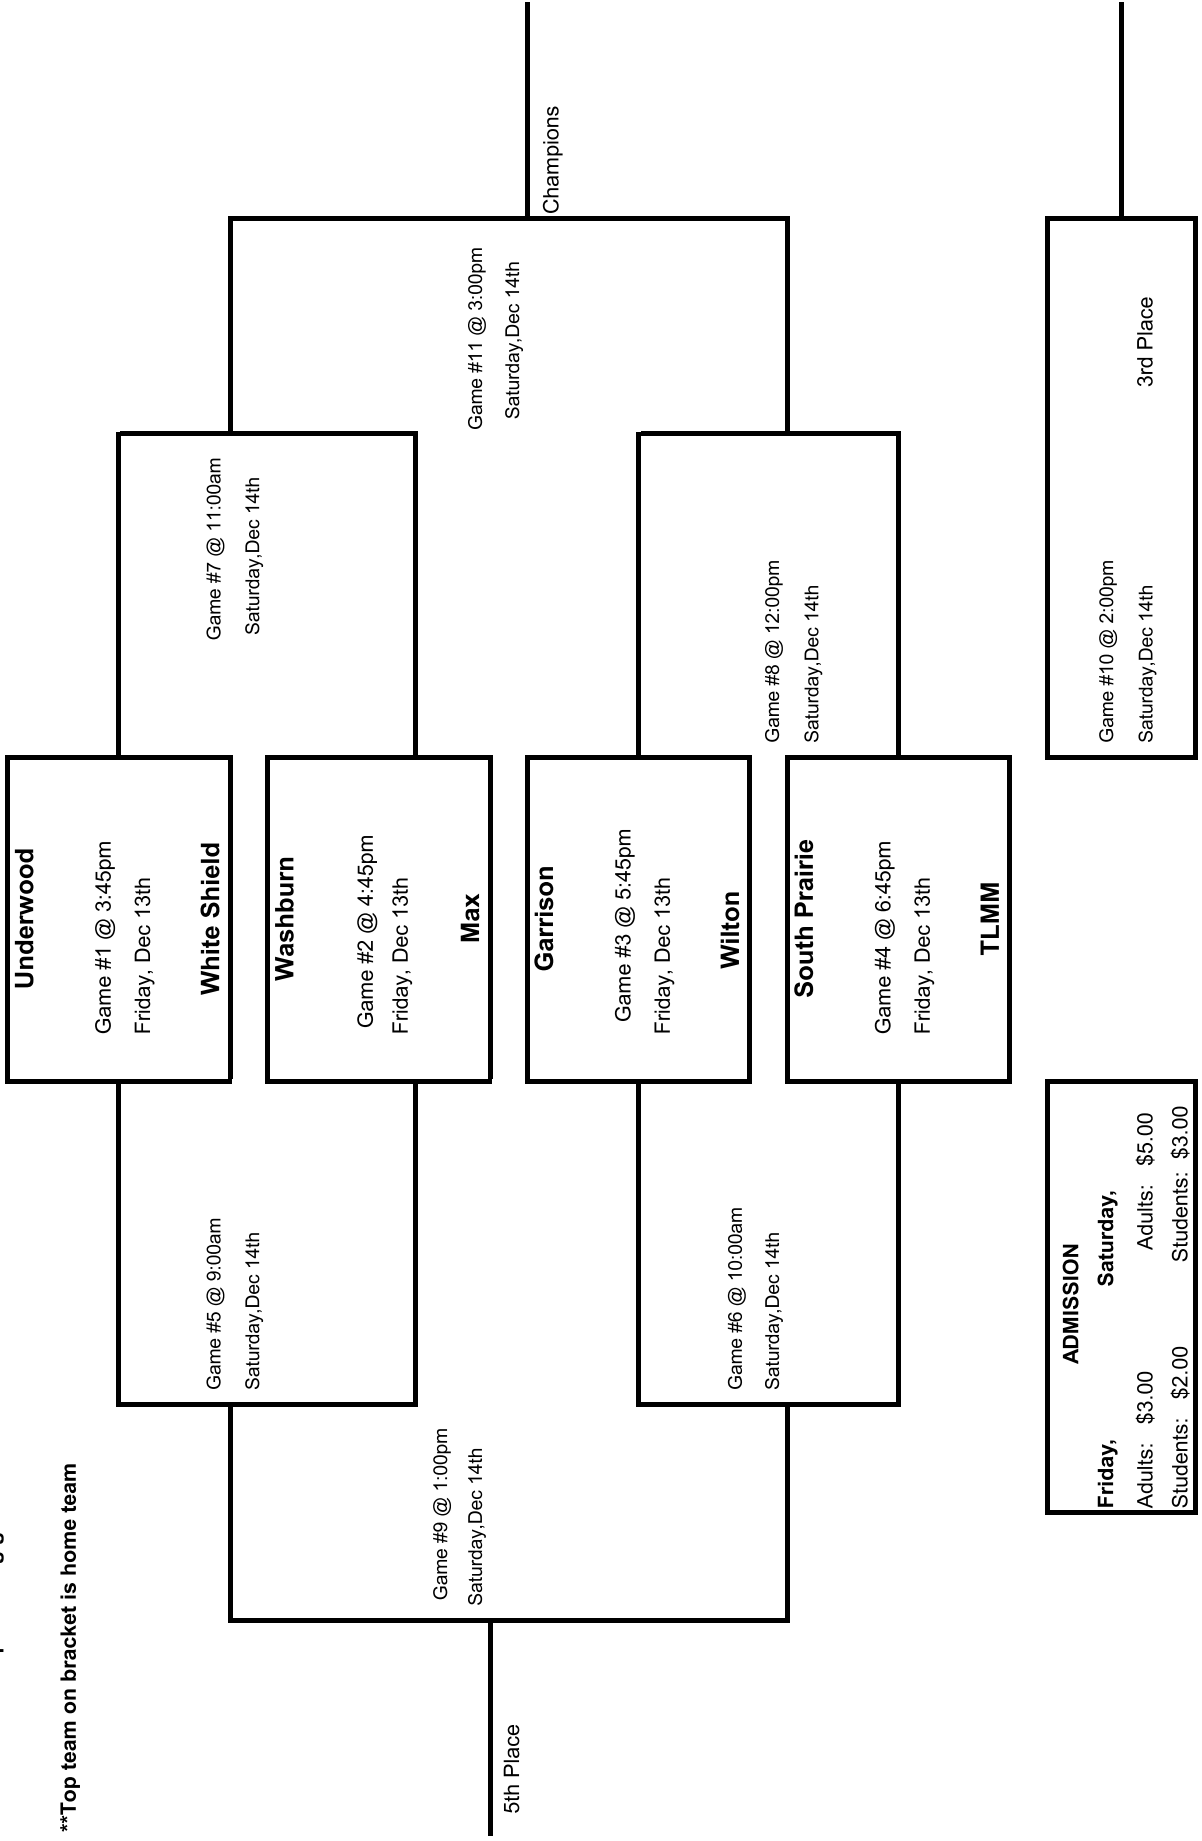 **Top team on bracket is home team
Underwood
Game #1 @ 3:45pm
Friday, Dec 13th
White Shield
Game #5 @ 9:00am
Saturday,Dec 14th
Game #7 @ 11:00am
Saturday,Dec 14th
Washburn
Game #2 @ 4:45pm
Friday, Dec 13th
Max
Game #9 @ 1:00pm
Saturday,Dec 14th
Game #11 @ 3:00pm
Saturday,Dec 14th
5th Place
Champions
Garrison
Game #3 @ 5:45pm
Friday, Dec 13th
Wilton
Game #6 @ 10:00am
Saturday,Dec 14th
Game #8 @ 12:00pm
Saturday,Dec 14th
South Prairie
Game #4 @ 6:45pm
Friday, Dec 13th
TLMM
ADMISSION
Friday, Saturday,
Adults: $3.00 Adults: $5.00
Students: $2.00 Students: $3.00
Game #10 @ 2:00pm
Saturday,Dec 14th 3rd Place